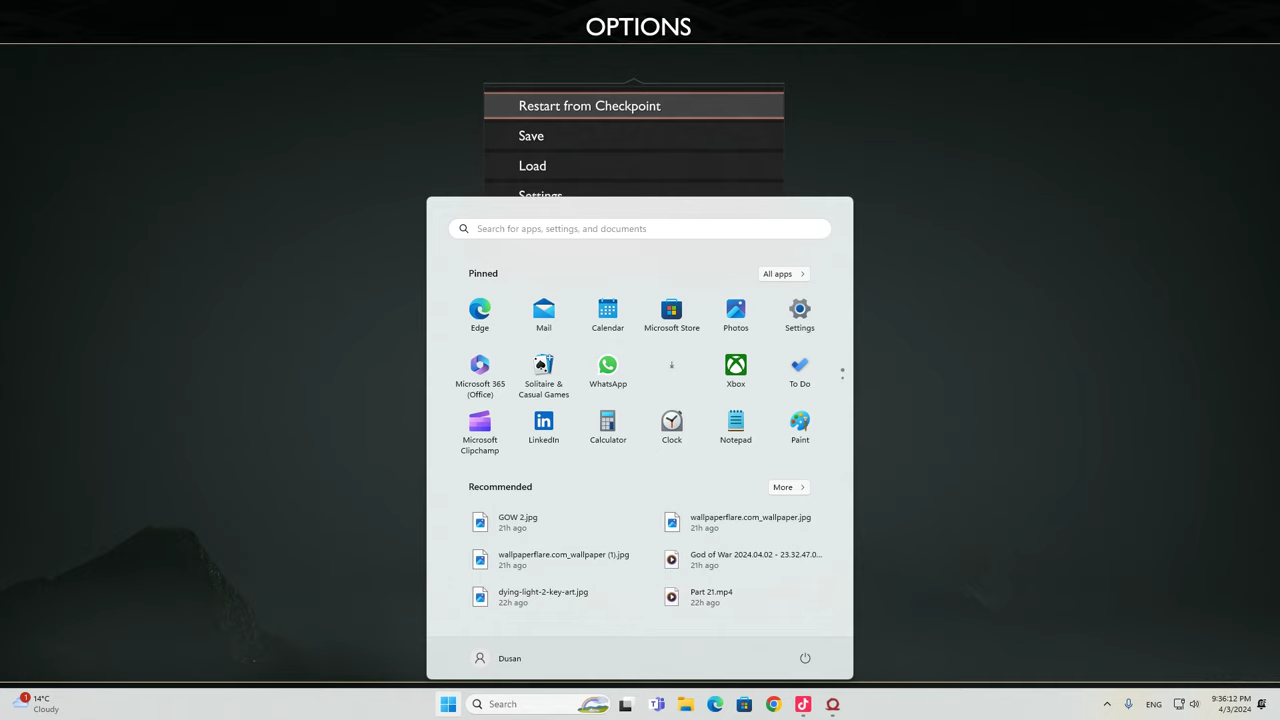 OPTIONS
Restart from Checkpoint
Save
Load
Settings
Search for apps, settings, and documents
Pinned
All apps
Edge
Mail
Calendar
Microsoft Store
Photos
Settings
Microsoft 365
(Office)
Solitaire &
Casual Games
WhatsApp
Xbox
To Do
Microsoft
Clipchamp
LinkedIn
Calculator
Clock
Notepad
Paint
Recommended
More
GOW 2.jpg
21h ago
wallpaperflare.com_wallpaper.jpg
21h ago
wallpaperflare.com_wallpaper (1).jpg
21h ago
God of War 2024.04.02 - 23.32.47.0...
21h ago
dying-light-2-key-art.jpg
22h ago
Part 21.mp4
22h ago
Dusan
1
14°C
Cloudy
Search
ENG
9:36:12 PM
4/3/2024